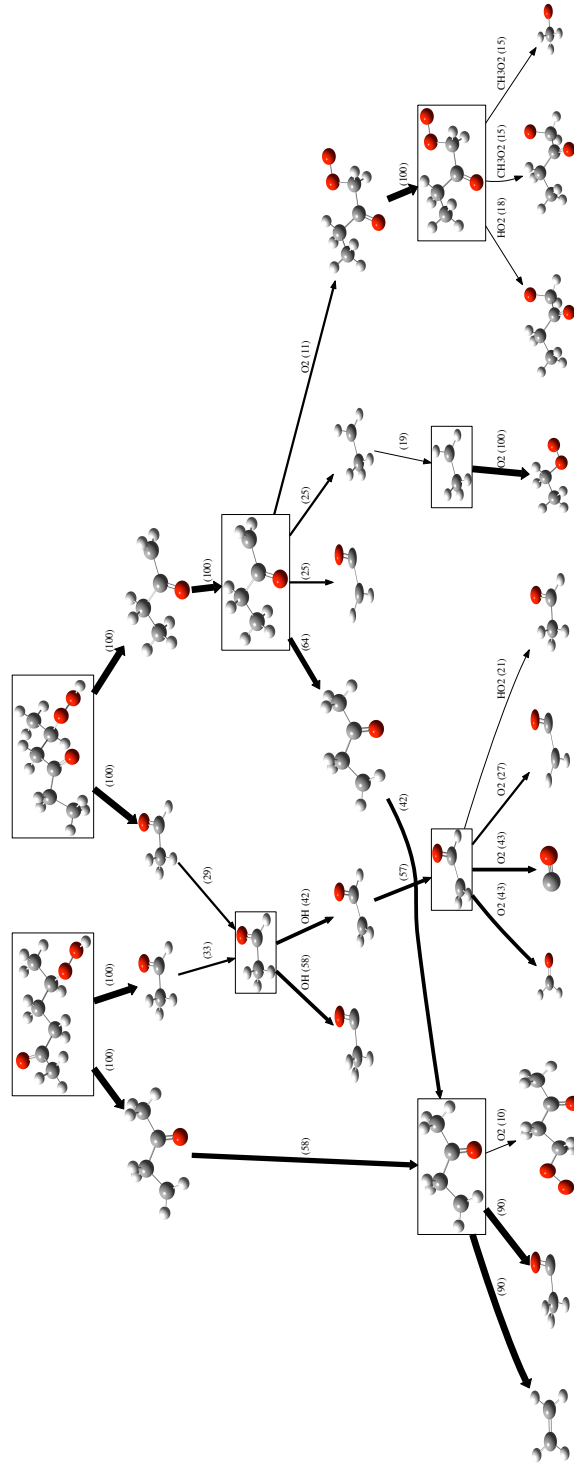 (100)
(100)
(100)
(100)
(100)
(29)
(33)
OH (42)
OH (58)
(57)
(58)
(64)
(25)
(25)
O2 (11)
(100)
(42)
(19)
O2 (100)
HO2 (18)
CH3O2 (15)
CH3O2 (15)
(90)
(90)
O2 (10)
O2 (43)
O2 (43)
O2 (27)
HO2 (21)